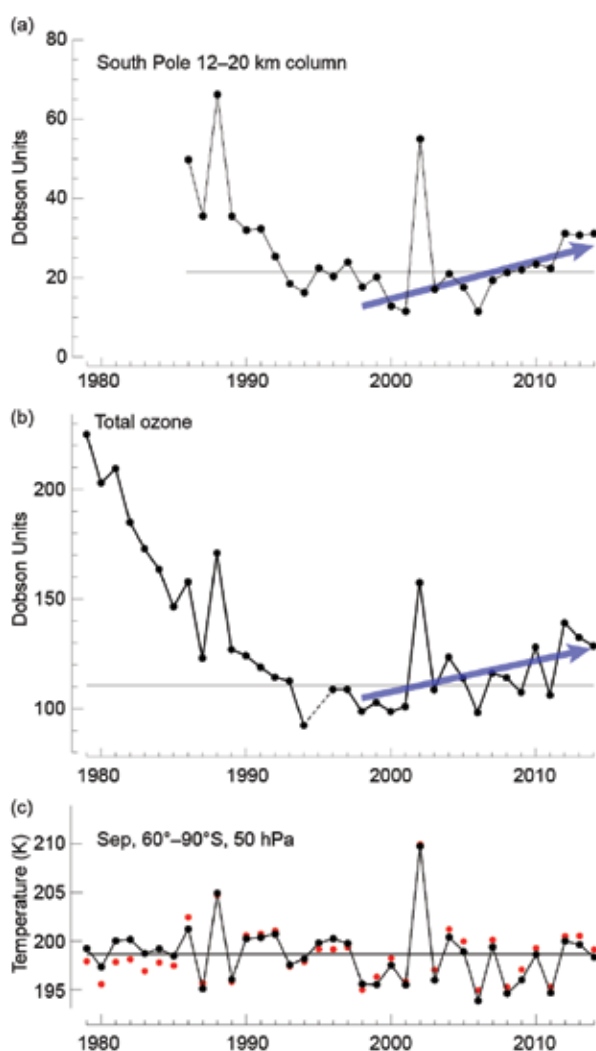 (a)
80
South Pole 12–20 km column
60
Dobson Units
40
20
0
1980 1990 2000 2010
(b)
Total ozone
200
Dobson Units
150
100
1980 1990 2000 2010
(c)
Sep, 60°–90°S, 50 hPa
210
Temperature (K)
205
200
195
1980 1990 2000 2010